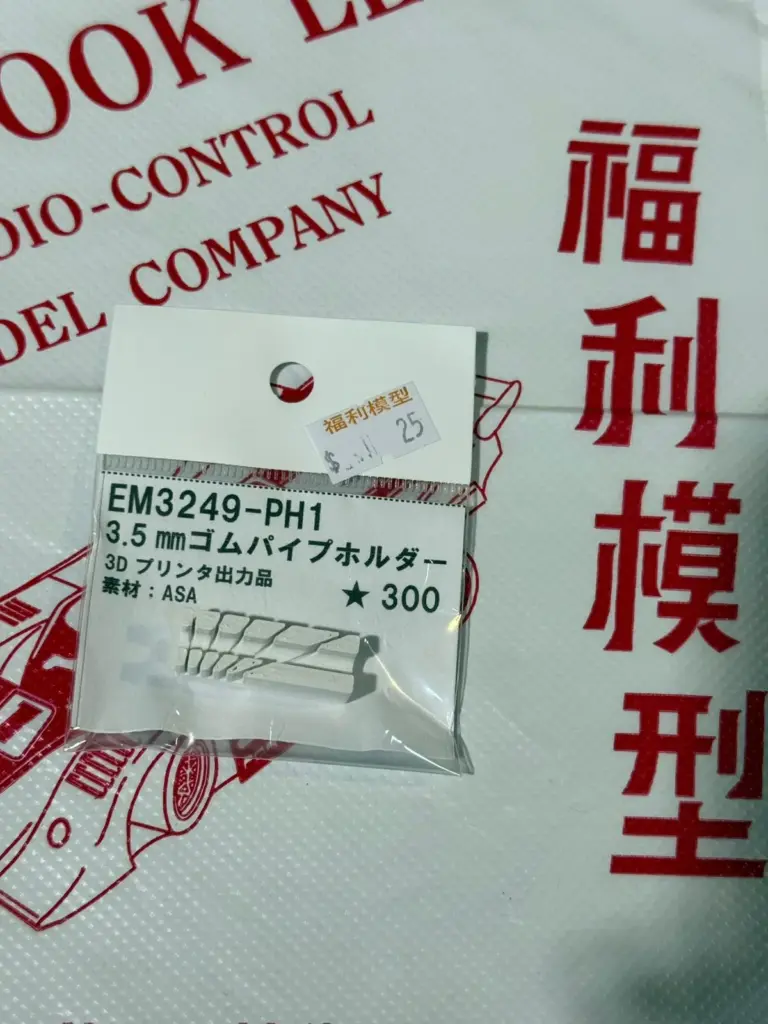 OOK LE
DIO-CONTROL
DEL COMPANY
福利模型
福利模型
$ 25
EM3249-PH1
3.5㎜ゴムパイプホルダー
3Dプリンタ出力品
素材：ASA
★ 300